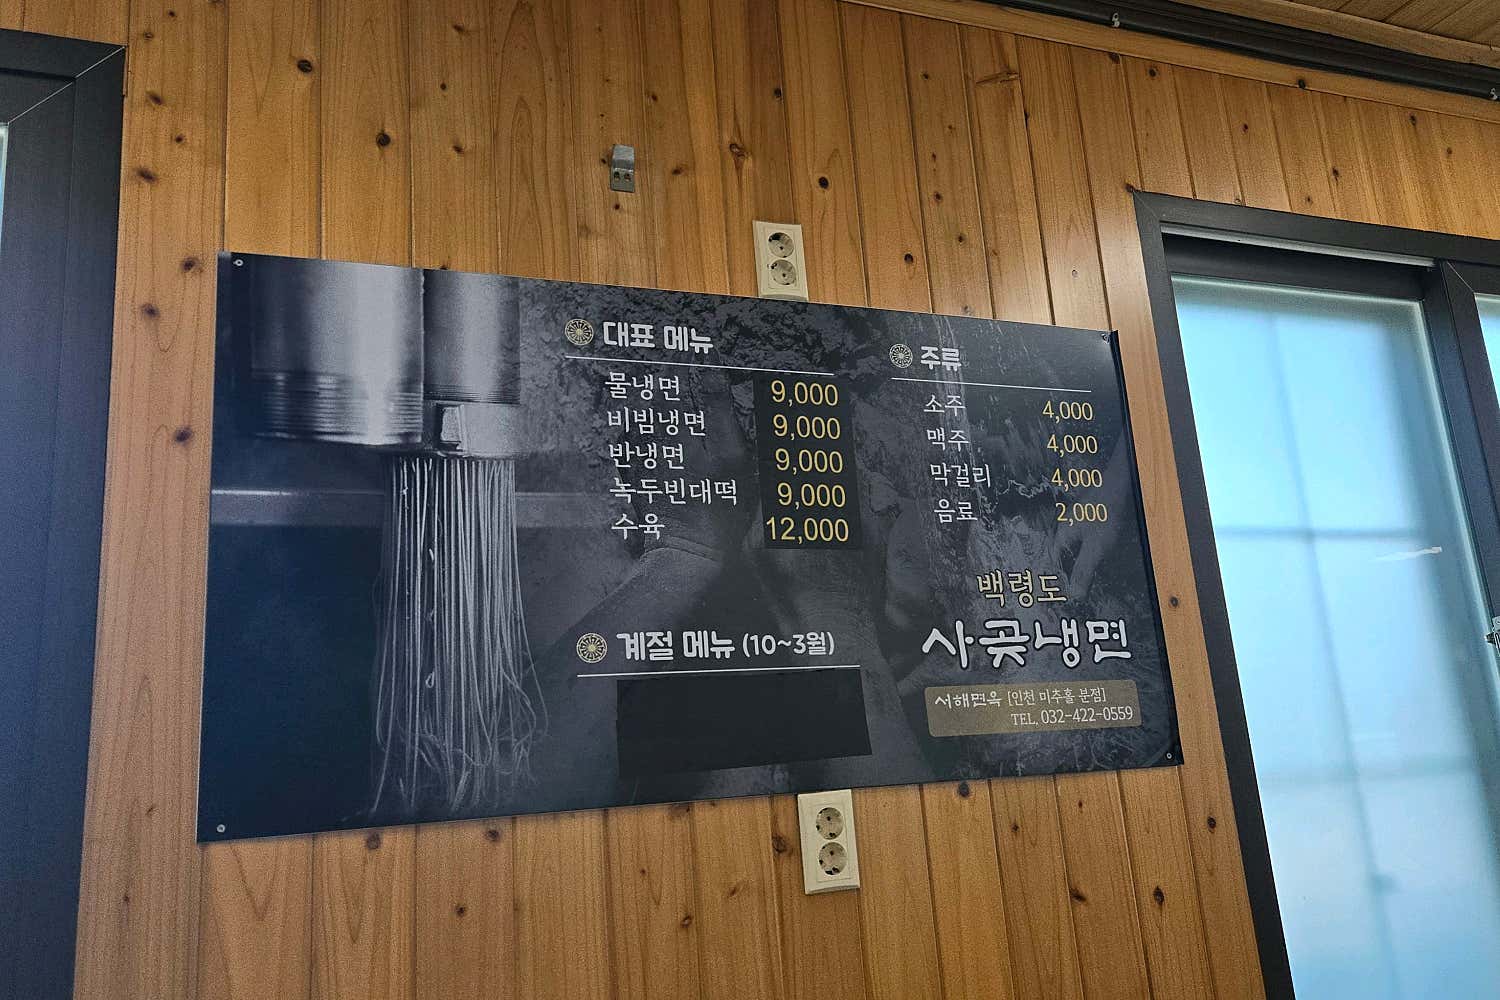 대표 메뉴
물냉면 9,000
비빔냉면 9,000
반냉면 9,000
녹두빈대떡 9,000
수육 12,000
계절 메뉴 (10~3월)
주류
소주 4,000
맥주 4,000
막걸리 4,000
음료 2,000
백령도
사곶냉면
서해면옥 [인천 미추홀 분점]
TEL. 032-422-0559